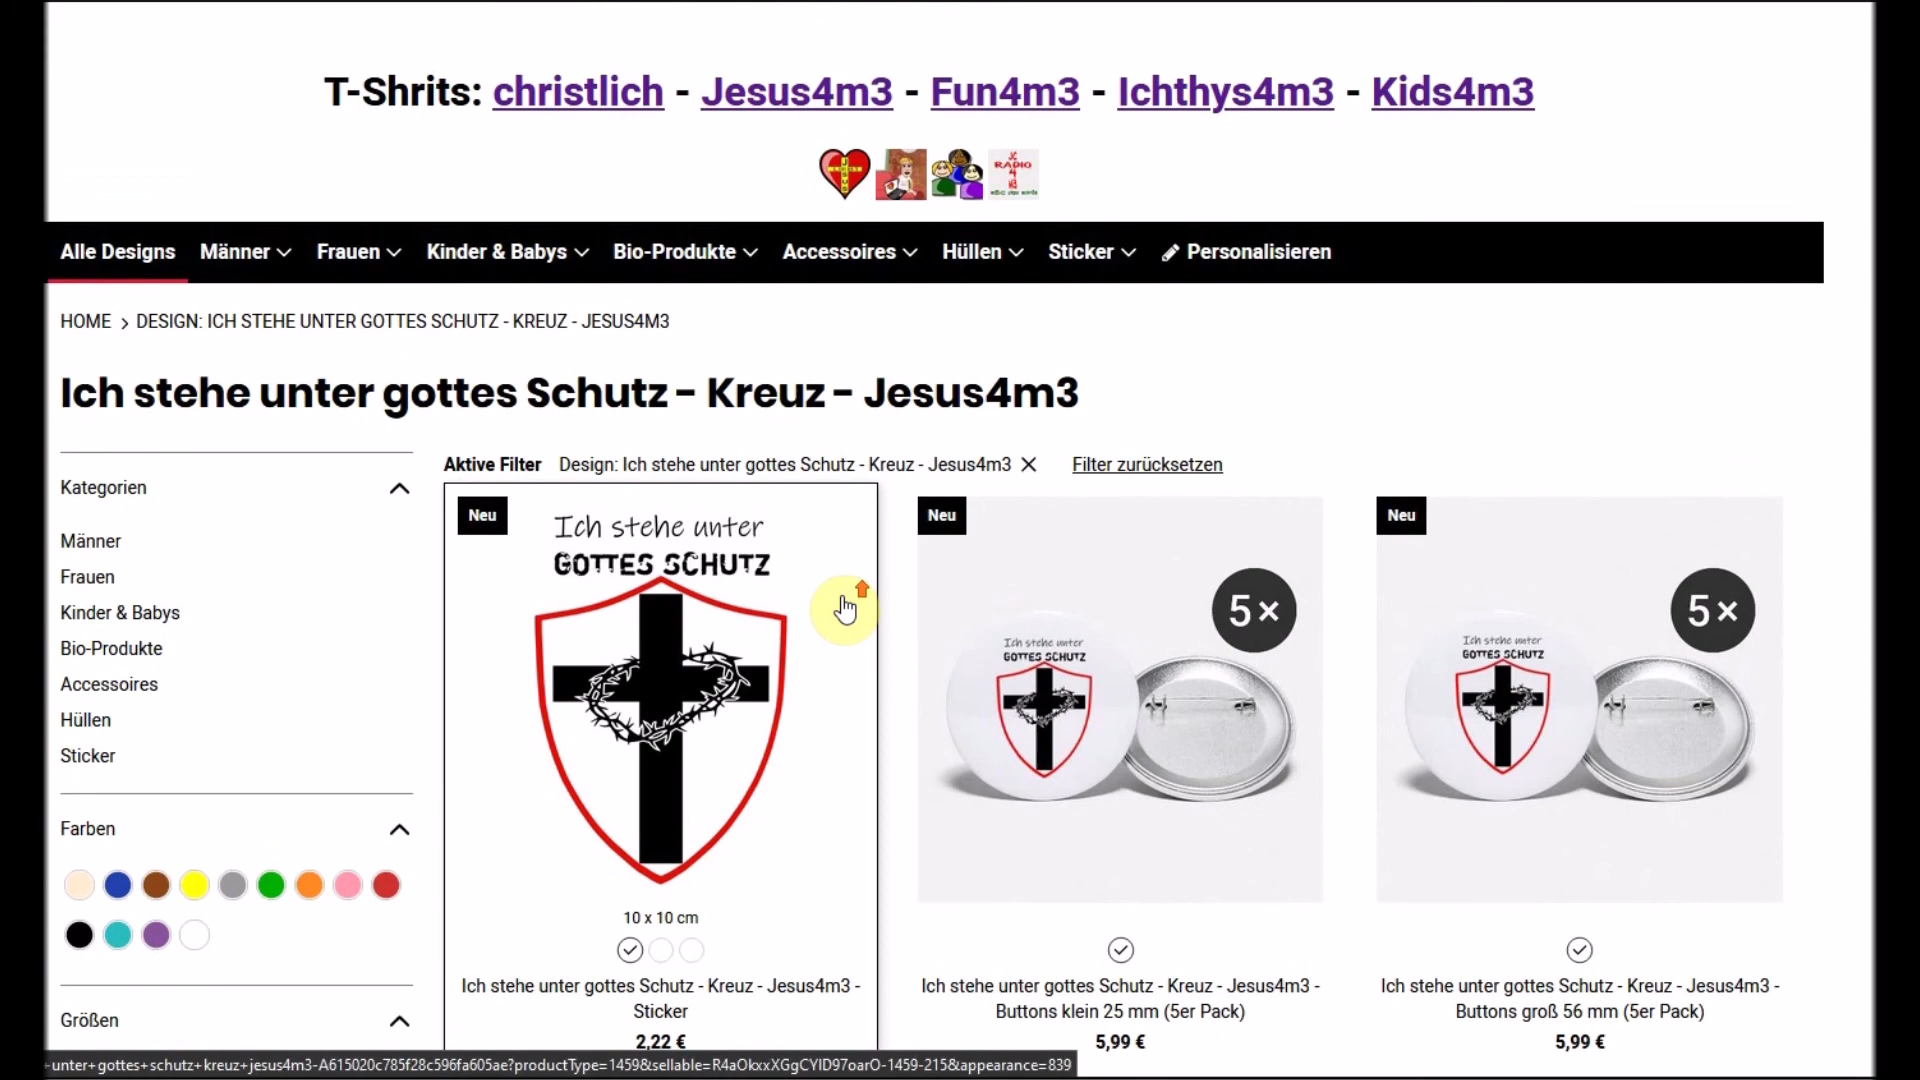 T-Shrits: christlich - Jesus4m3 - Fun4m3 - Ichthys4m3 - Kids4m3
RADIO
Alle Designs Männer Frauen Kinder & Babys Bio-Produkte Accessoires Hüllen Sticker Personalisieren
HOME > DESIGN: ICH STEHE UNTER GOTTES SCHUTZ - KREUZ - JESUS4M3
Ich stehe unter gottes Schutz - Kreuz - Jesus4m3
Aktive Filter Design: Ich stehe unter gottes Schutz - Kreuz - Jesus4m3 Filter zurücksetzen
Kategorien
Männer
Frauen
Kinder & Babys
Bio-Produkte
Accessoires
Hüllen
Sticker
Farben
Größen
Neu
Ich stehe unter
GOTTES SCHUTZ
10 x 10 cm
Ich stehe unter gottes Schutz - Kreuz - Jesus4m3 -
Sticker
2,22 €
Neu
5×
Ich stehe unter
GOTTES SCHUTZ
Ich stehe unter gottes Schutz - Kreuz - Jesus4m3 -
Buttons klein 25 mm (5er Pack)
5,99 €
Neu
5×
Ich stehe unter
GOTTES SCHUTZ
Ich stehe unter gottes Schutz - Kreuz - Jesus4m3 -
Buttons groß 56 mm (5er Pack)
5,99 €
unter+gottes+schutz+kreuz+jesus4m3-A615020c785f28c596fa605ae?productType=1459&sellable=R4aOkxxXGgCYlD97oarO-1459-215&appearance=839